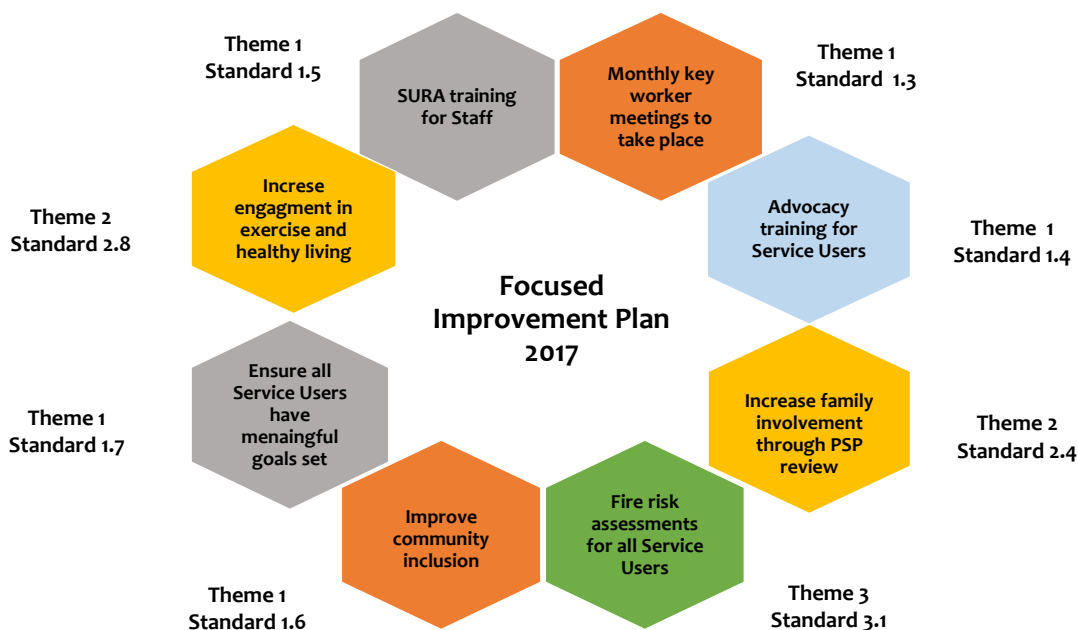 Theme 1
Standard 1.5
SURA training
for Staff
Monthly key
worker
meetings to
take place
Theme 1
Standard 1.3
Theme 2
Standard 2.8
Increse
engagment in
exercise and
healthy living
Advocacy
training for
Service Users
Theme 1
Standard 1.4
Focused
Improvement Plan
2017
Theme 1
Standard 1.7
Ensure all
Service Users
have
menaingful
goals set
Increase family
involvement
through PSP
review
Theme 2
Standard 2.4
Improve
community
inclusion
Fire risk
assessments
for all Service
Users
Theme 1
Standard 1.6
Theme 3
Standard 3.1